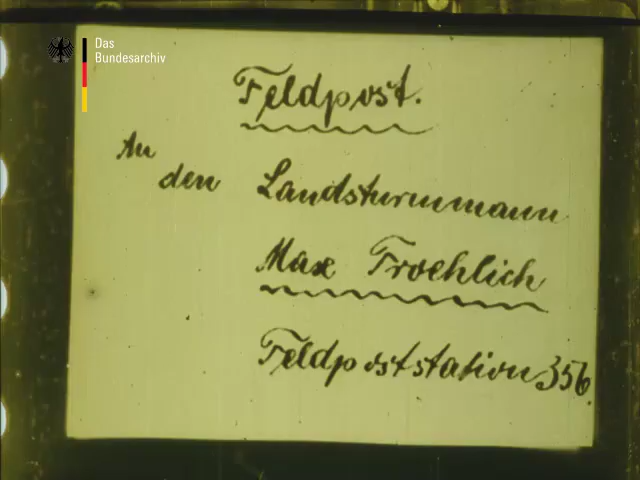 Das
Bundesarchiv
Feldpost.
An
den Landsturmmann
Max Froehlich
Feldpoststation 356.